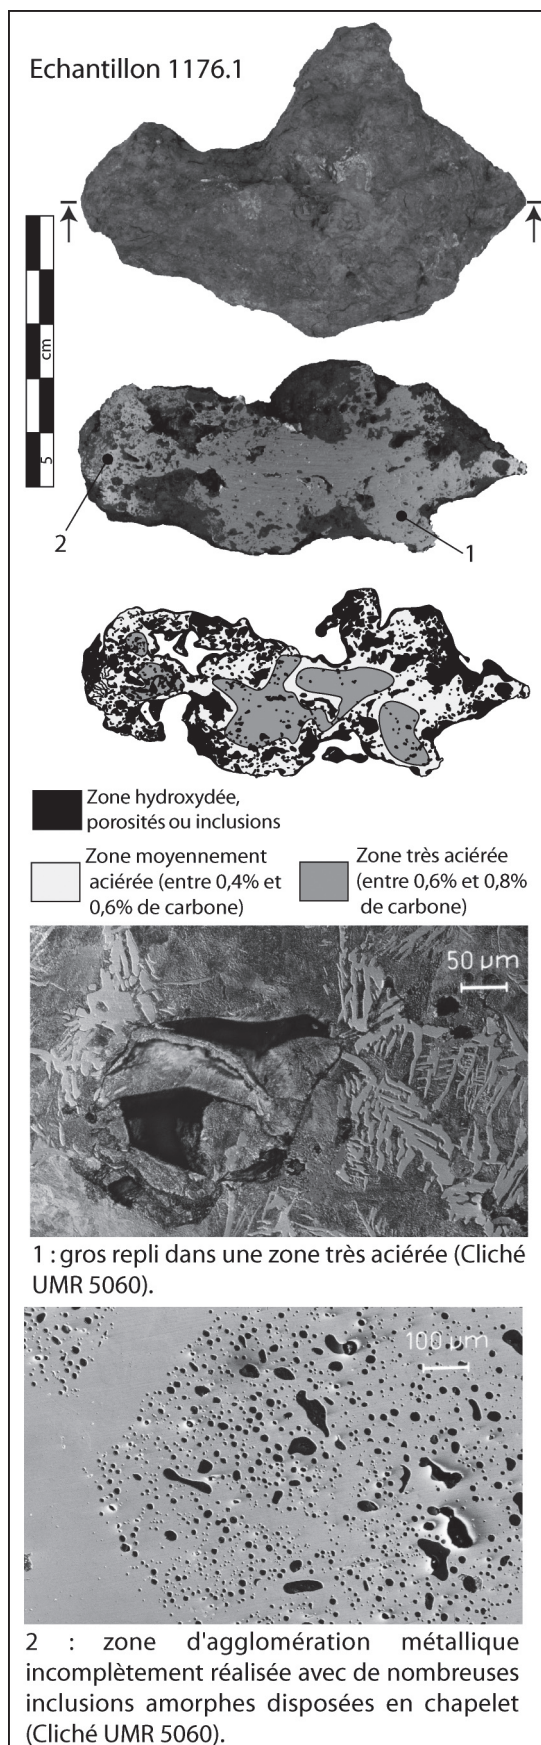 Echantillon 1176.1
cm
5
2
1
Zone hydroxydée,
porosités ou inclusions
Zone moyennement
aciérée (entre 0,4% et
0,6% de carbone)
Zone très aciérée
(entre 0,6% et 0,8%
de carbone)
50 µm
1 : gros repli dans une zone très aciérée (Cliché
UMR 5060).
100 µm
2 : zone d'agglomération métallique
incomplètement réalisée avec de nombreuses
inclusions amorphes disposées en chapelet
(Cliché UMR 5060).